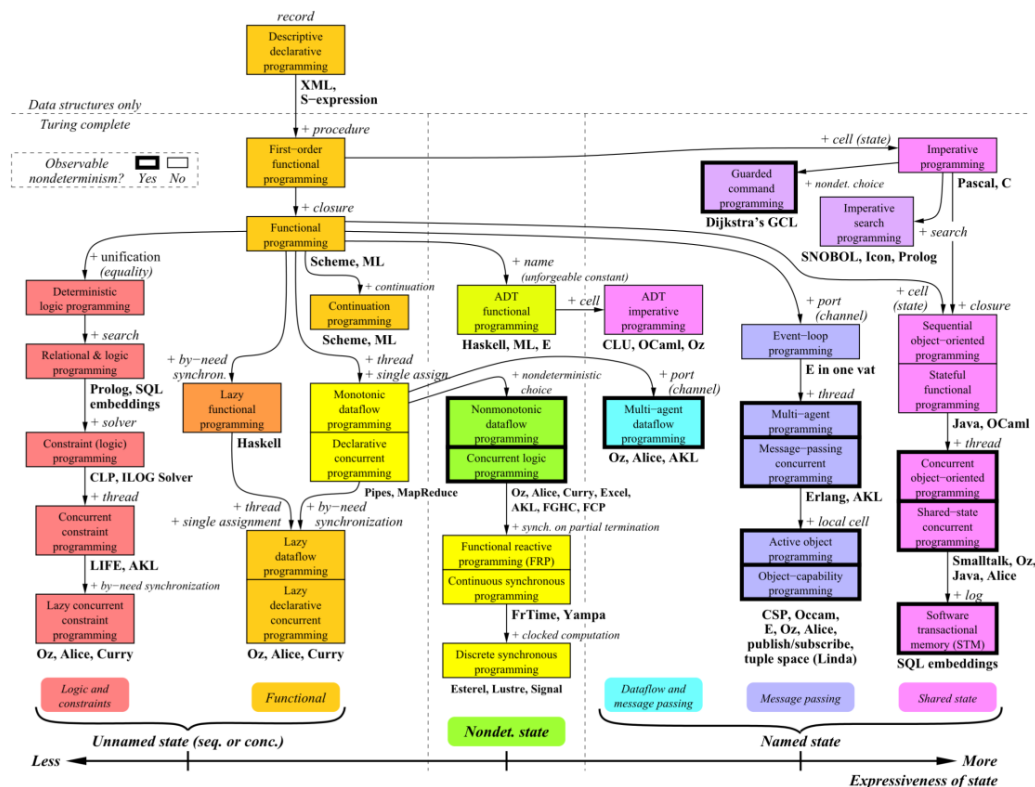 record
Descriptive
declarative
programming
XML,
S−expression
Data structures only
Turing complete
+ procedure
Observable
nondeterminism?
Yes
No
First−order
functional
programming
+ cell (state)
Imperative
programming
Pascal, C
Guarded
command
programming
+ nondet. choice
Dijkstra's GCL
Imperative
search
programming
+ search
SNOBOL, Icon, Prolog
+ closure
Functional
programming
Scheme, ML
+ unification
(equality)
+ continuation
+ name
(unforgeable constant)
+ port
(channel)
+ cell
(state)
+ closure
Deterministic
logic programming
Continuation
programming
Scheme, ML
ADT
functional
programming
Haskell, ML, E
+ cell
ADT
imperative
programming
CLU, OCaml, Oz
Event−loop
programming
E in one vat
Sequential
object−oriented
programming
Stateful
functional
programming
Java, OCaml
+ search
Relational & logic
programming
Prolog, SQL
embeddings
+ by−need
synchron.
+ thread
+ single assign.
+ nondeterministic
choice
+ port
(channel)
+ thread
Lazy
functional
programming
Haskell
Monotonic
dataflow
programming
Declarative
concurrent
programming
Pipes, MapReduce
Nonmonotonic
dataflow
programming
Concurrent logic
programming
Oz, Alice, Curry, Excel,
AKL, FGHC, FCP
Multi−agent
dataflow
programming
Oz, Alice, AKL
Multi−agent
programming
Message−passing
concurrent
programming
Erlang, AKL
+ thread
Concurrent
object−oriented
programming
Shared−state
concurrent
programming
Smalltalk, Oz,
Java, Alice
+ solver
Constraint (logic)
programming
CLP, ILOG Solver
+ thread
Concurrent
constraint
programming
LIFE, AKL
+ by−need synchronization
Lazy concurrent
constraint
programming
Oz, Alice, Curry
+ thread
+ single assignment
+ by−need
synchronization
Lazy
dataflow
programming
Lazy
declarative
concurrent
programming
Oz, Alice, Curry
+ synch. on partial termination
Functional reactive
programming (FRP)
Continuous synchronous
programming
FrTime, Yampa
+ clocked computation
Discrete synchronous
programming
Esterel, Lustre, Signal
+ local cell
Active object
programming
Object−capability
programming
CSP, Occam,
E, Oz, Alice,
publish/subscribe,
tuple space (Linda)
+ log
Software
transactional
memory (STM)
SQL embeddings
Logic and
constraints
Functional
Dataflow and
message passing
Message passing
Shared state
Unnamed state (seq. or conc.)
Nondet. state
Named state
Less
More
Expressiveness of state